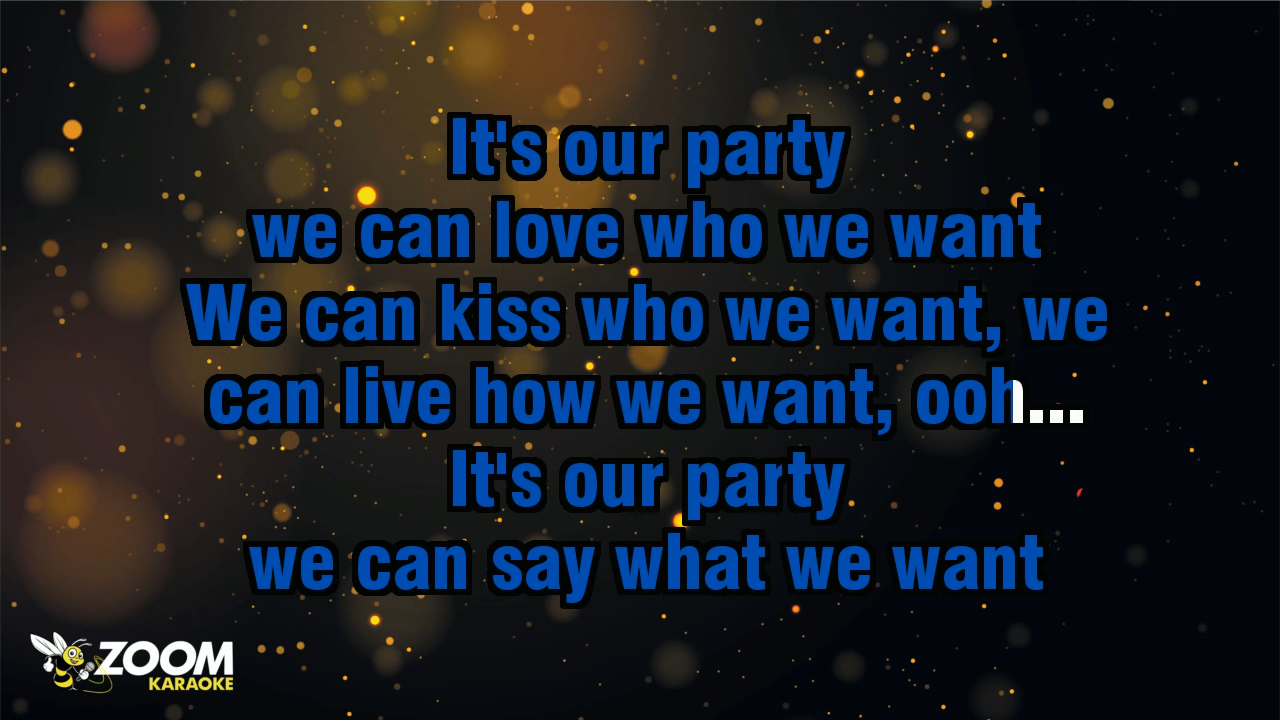 It's our party
we can love who we want
We can kiss who we want, we
can live how we want, ooh...
It's our party
we can say what we want
ZOOM
KARAOKE